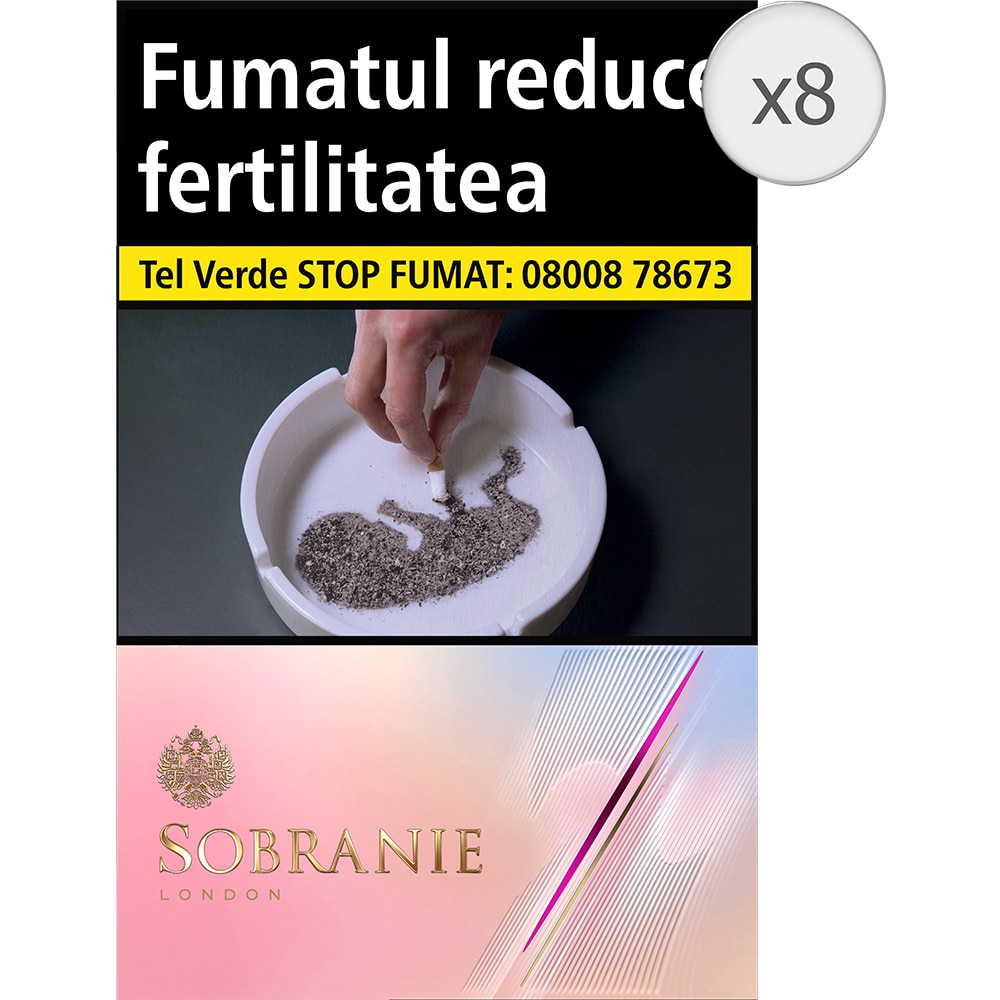 Fumatul reduce
x8
fertilitatea
Tel Verde STOP FUMAT: 08008 78673
SOBRANIE
LONDON